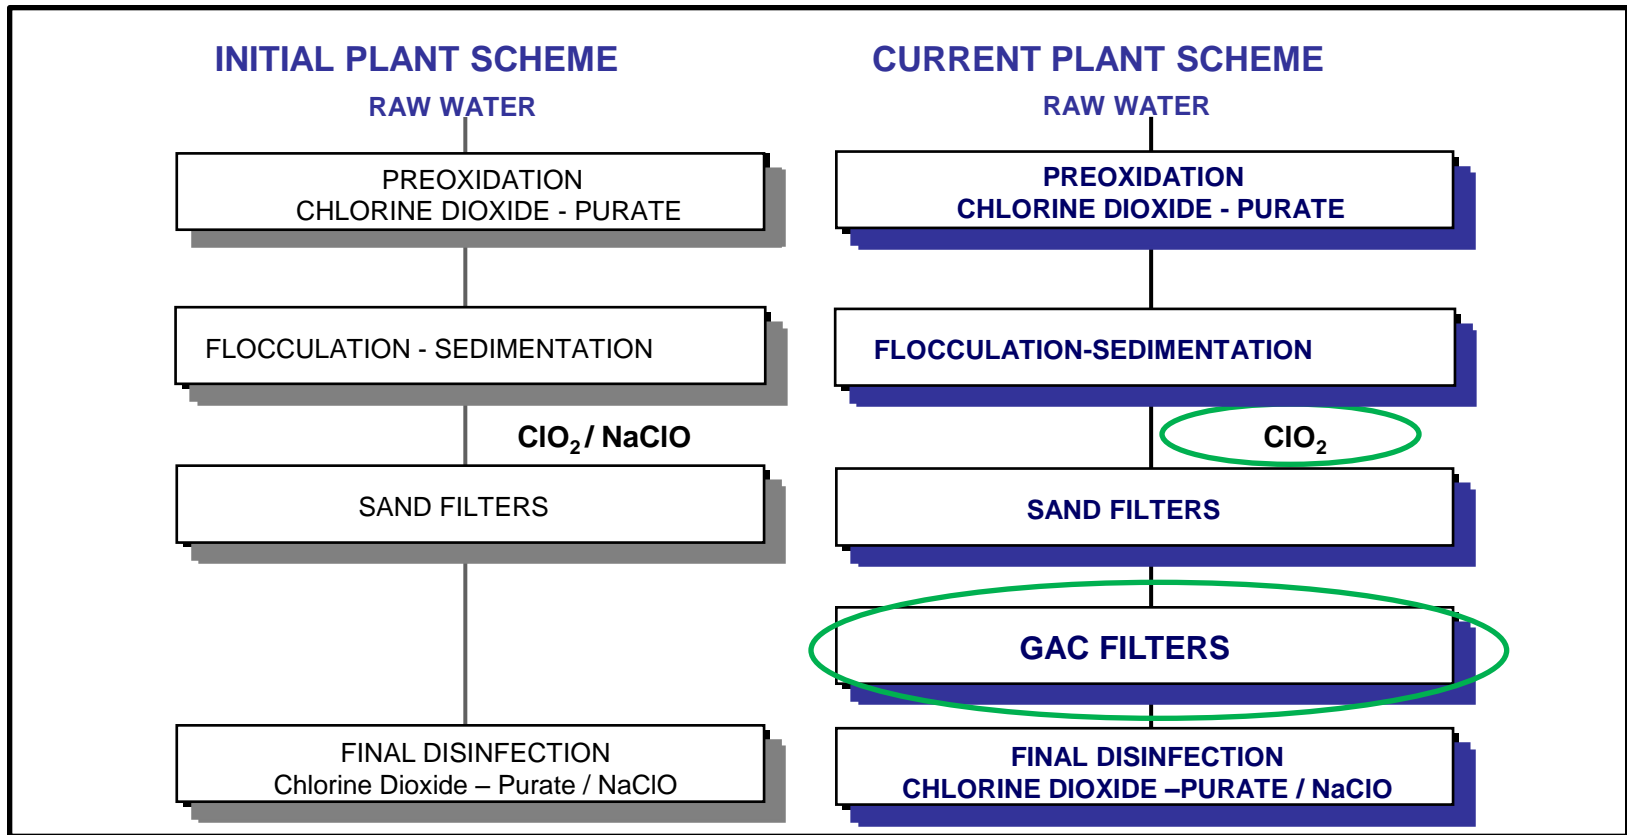 INITIAL PLANT SCHEME
RAW WATER
PREOXIDATION
CHLORINE DIOXIDE - PURATE
FLOCCULATION - SEDIMENTATION
ClO₂ / NaClO
SAND FILTERS
FINAL DISINFECTION
Chlorine Dioxide – Purate / NaClO
CURRENT PLANT SCHEME
RAW WATER
PREOXIDATION
CHLORINE DIOXIDE - PURATE
FLOCCULATION-SEDIMENTATION
ClO₂
SAND FILTERS
GAC FILTERS
FINAL DISINFECTION
CHLORINE DIOXIDE –PURATE / NaClO